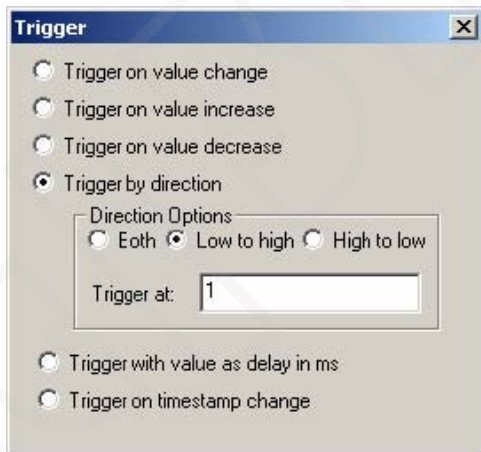 Trigger
Trigger on value change
Trigger on value increase
Trigger on value decrease
Trigger by direction
Direction Options
Eoth Low to high High to low
Trigger at: 1
Trigger with value as delay in ms
Trigger on timestamp change